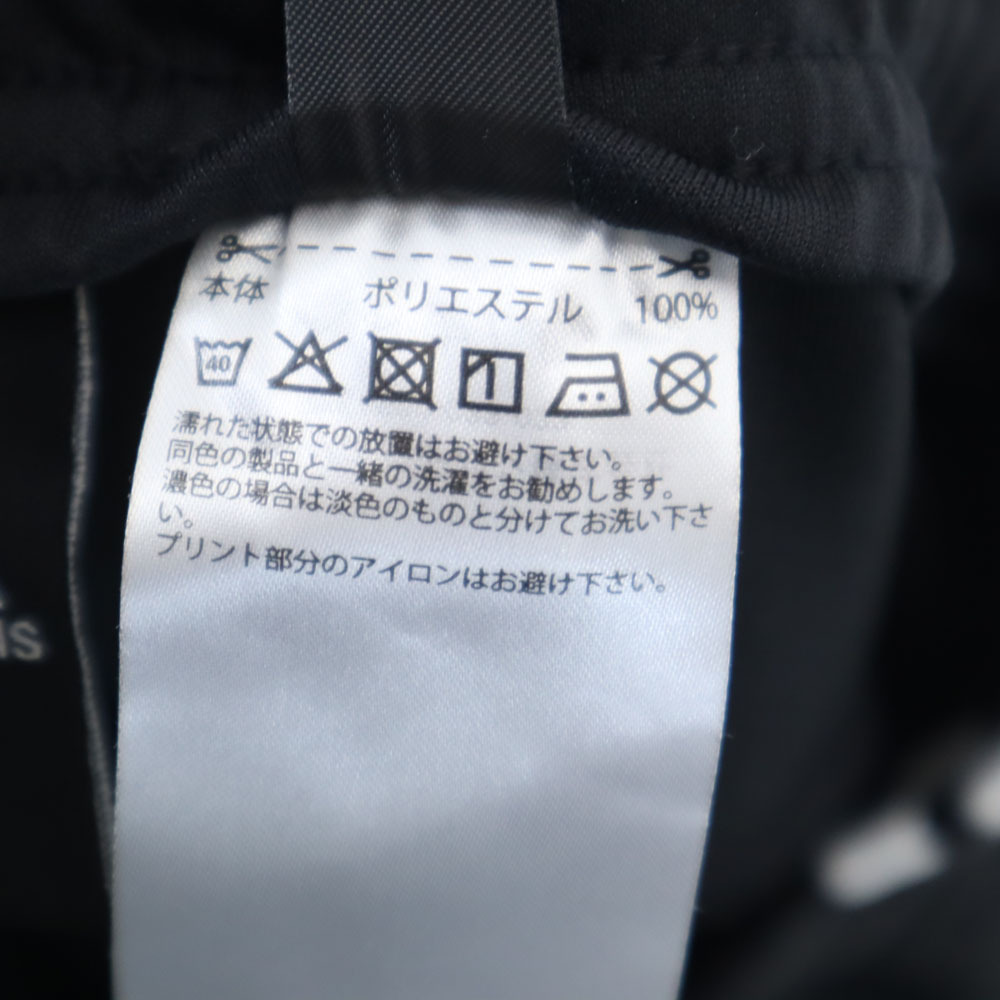 本体 ポリエステル 100%
40
濡れた状態での放置はお避け下さい。
同色の製品と一緒の洗濯をお勧めします。
濃色の場合は淡色のものと分けてお洗い下さ
い。
プリント部分のアイロンはお避け下さい。